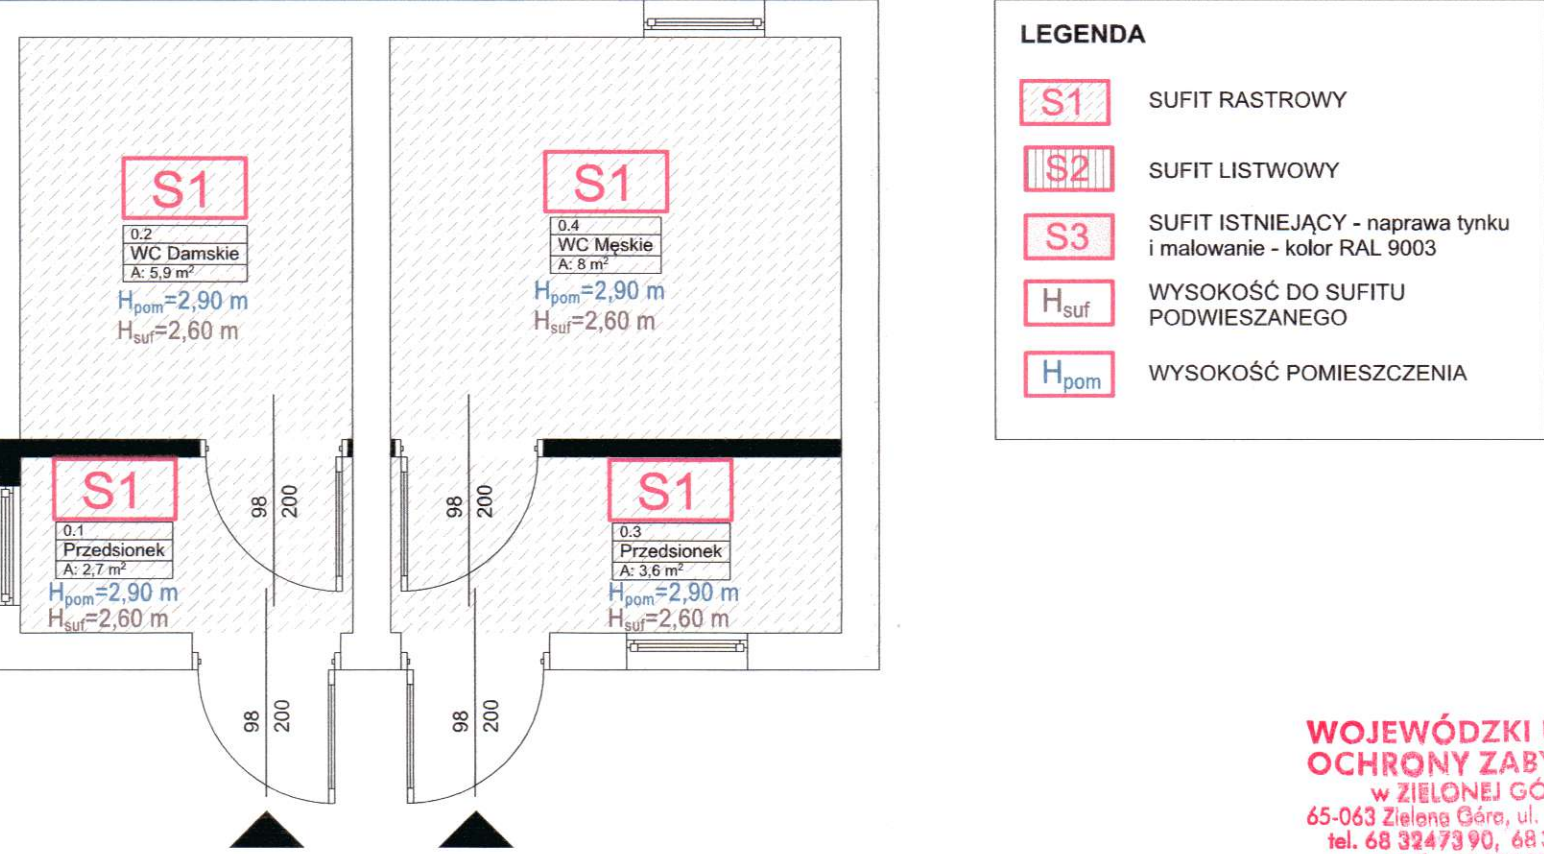 S1
0.2
WC Damskie
A: 5,9 m²
Hpom=2,90 m
Hsuf=2,60 m
S1
0.4
WC Męskie
A: 8 m²
Hpom=2,90 m
Hsuf=2,60 m
S1
0.1
Przedsionek
A: 2,7 m²
Hpom=2,90 m
Hsuf=2,60 m
98
200
98
200
S1
0.3
Przedsionek
A: 3,6 m²
Hpom=2,90 m
Hsuf=2,60 m
98
200
98
200
LEGENDA
S1 SUFIT RASTROWY
S2 SUFIT LISTWOWY
S3 SUFIT ISTNIEJĄCY - naprawa tynku
i malowanie - kolor RAL 9003
Hsuf WYSOKOŚĆ DO SUFITU
PODWIESZANEGO
Hpom WYSOKOŚĆ POMIESZCZENIA
WOJEWÓDZKI
OCHRONY
w ZIELONEJ
65-063 Zielona Góra, ul.
tel. 68 3247390, 68